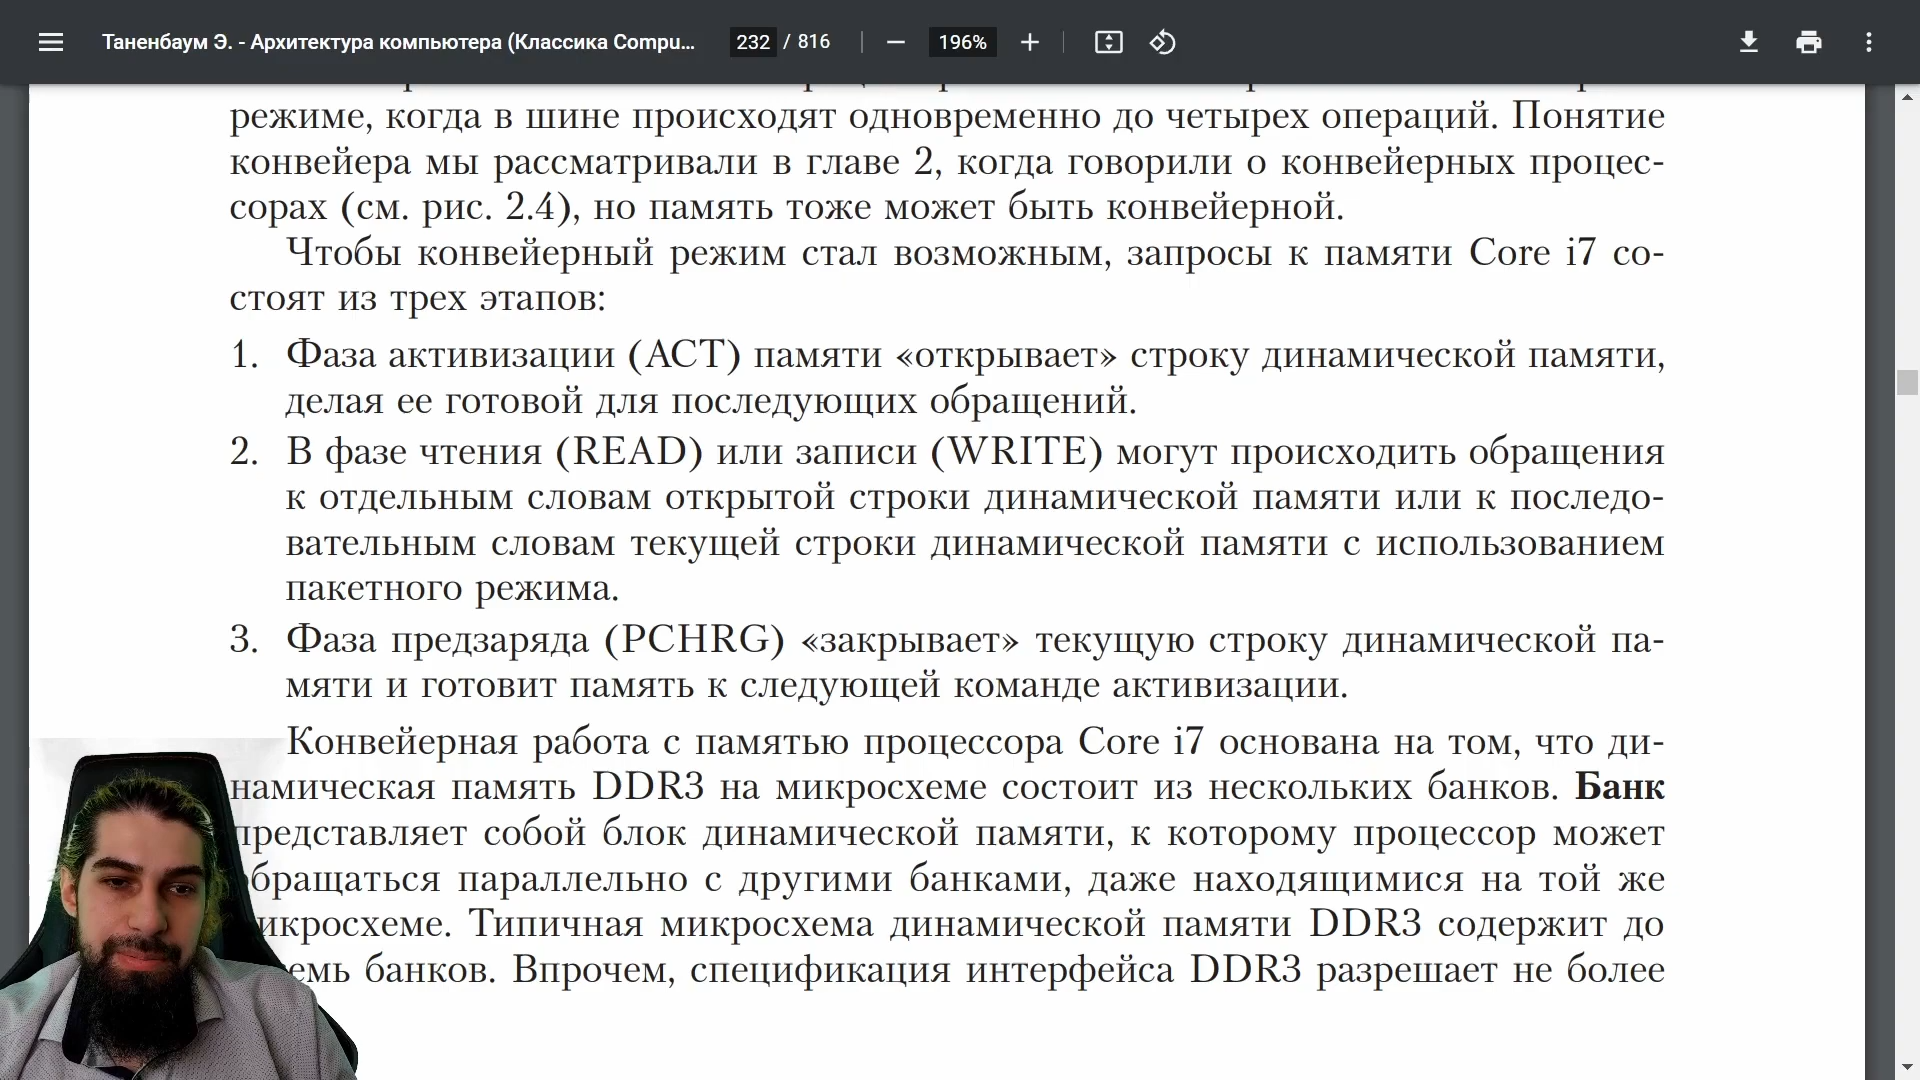 Таненбаум Э. - Архитектура компьютера (Классика Compu... 232 / 816 196%
режиме, когда в шине происходят одновременно до четырех операций. Понятие
конвейера мы рассматривали в главе 2, когда говорили о конвейерных процес-
сорах (см. рис. 2.4), но память тоже может быть конвейерной.
Чтобы конвейерный режим стал возможным, запросы к памяти Core i7 со-
стоят из трех этапов:
1. Фаза активизации (ACT) памяти «открывает» строку динамической памяти,
делая ее готовой для последующих обращений.
2. В фазе чтения (READ) или записи (WRITE) могут происходить обращения
к отдельным словам открытой строки динамической памяти или к последо-
вательным словам текущей строки динамической памяти с использованием
пакетного режима.
3. Фаза предзаряда (PCHRG) «закрывает» текущую строку динамической па-
мяти и готовит память к следующей команде активизации.
Конвейерная работа с памятью процессора Core i7 основана на том, что ди-
намическая память DDR3 на микросхеме состоит из нескольких банков. Банк
представляет собой блок динамической памяти, к которому процессор может
обращаться параллельно с другими банками, даже находящимися на той же
икросхеме. Типичная микросхема динамической памяти DDR3 содержит до
емь банков. Впрочем, спецификация интерфейса DDR3 разрешает не более